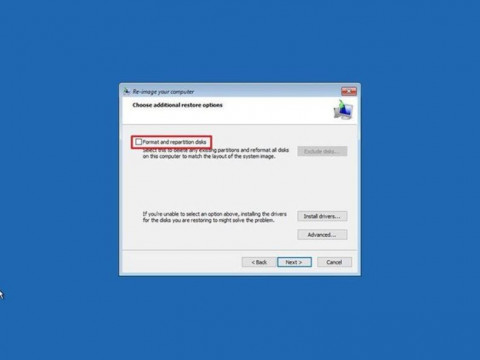 Re-image your computer
Choose additional restore options
Format and repartition disks
Select this to delete any existing partitions and reformat all disks
on this computer to match the layout of the system image.
Exclude disks...
If you're unable to select an option above, installing the drivers
for the disks you are restoring to might solve the problem.
Install drivers...
Advanced...
< Back
Next >
Cancel